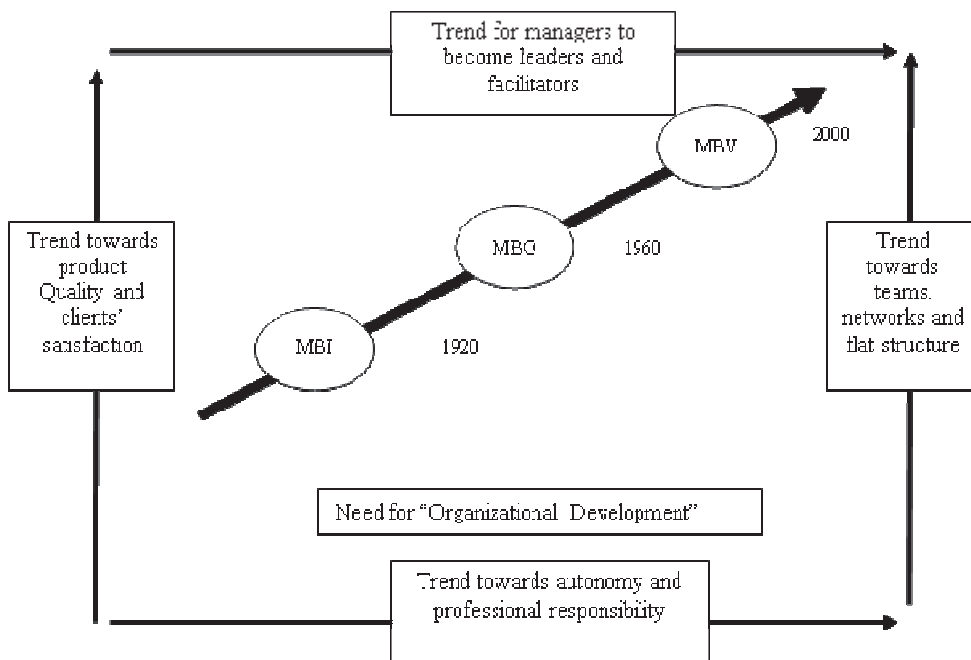 Trend for managers to
become leaders and
facilitators
2000
MBV
Trend towards
product
Quality and
clients'
satisfaction
MBO
1960
Trend
towards
teams,
networks and
flat structure
MBI
1920
Need for "Organizational Development"
Trend towards autonomy and
professional responsibility